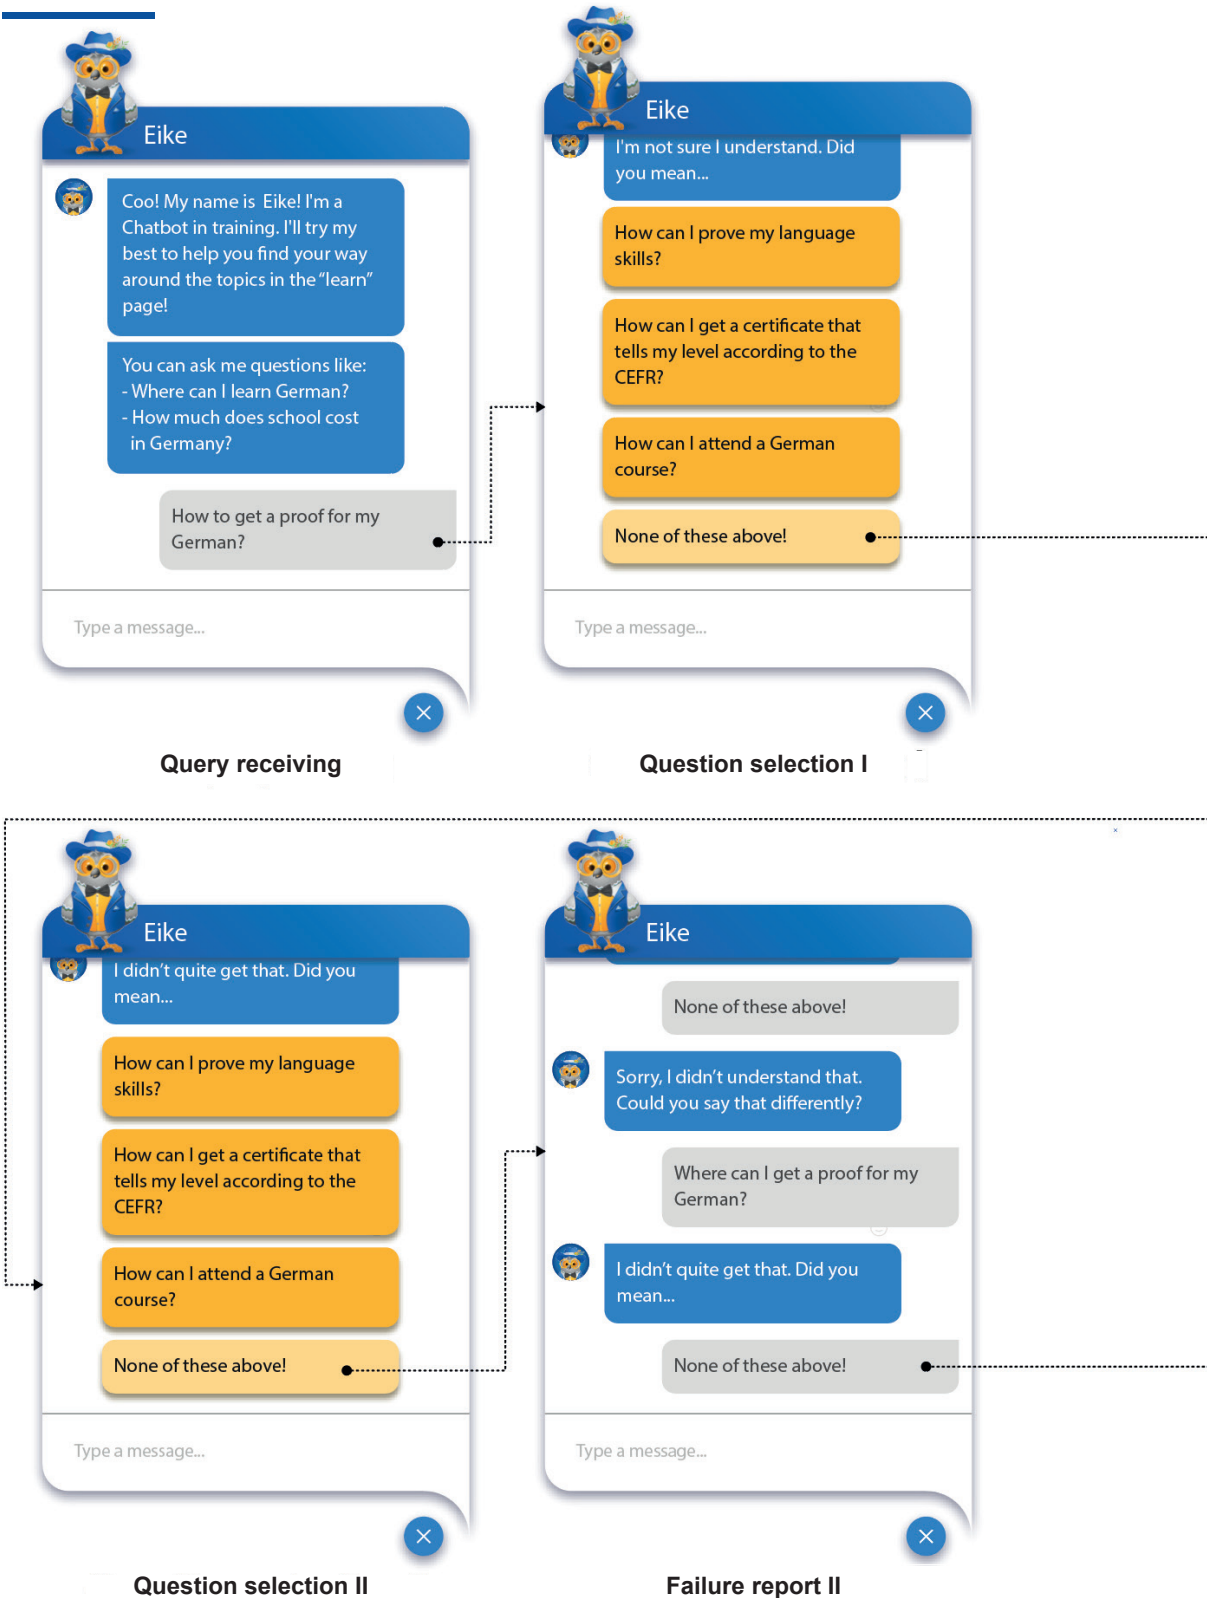 Eike
Coo! My name is Eike! I'm a
Chatbot in training. I'll try my
best to help you find your way
around the topics in the “learn”
page!
You can ask me questions like:
- Where can I learn German?
- How much does school cost
in Germany?
How to get a proof for my
German?
Type a message...
Query receiving
Eike
I'm not sure I understand. Did
you mean...
How can I prove my language
skills?
How can I get a certificate that
tells my level according to the
CEFR?
How can I attend a German
course?
None of these above!
Type a message...
Question selection I
Eike
I didn’t quite get that. Did you
mean...
How can I prove my language
skills?
How can I get a certificate that
tells my level according to the
CEFR?
How can I attend a German
course?
None of these above!
Type a message...
Question selection II
Eike
None of these above!
Sorry, I didn’t understand that.
Could you say that differently?
Where can I get a proof for my
German?
I didn’t quite get that. Did you
mean...
None of these above!
Type a message...
Failure report II